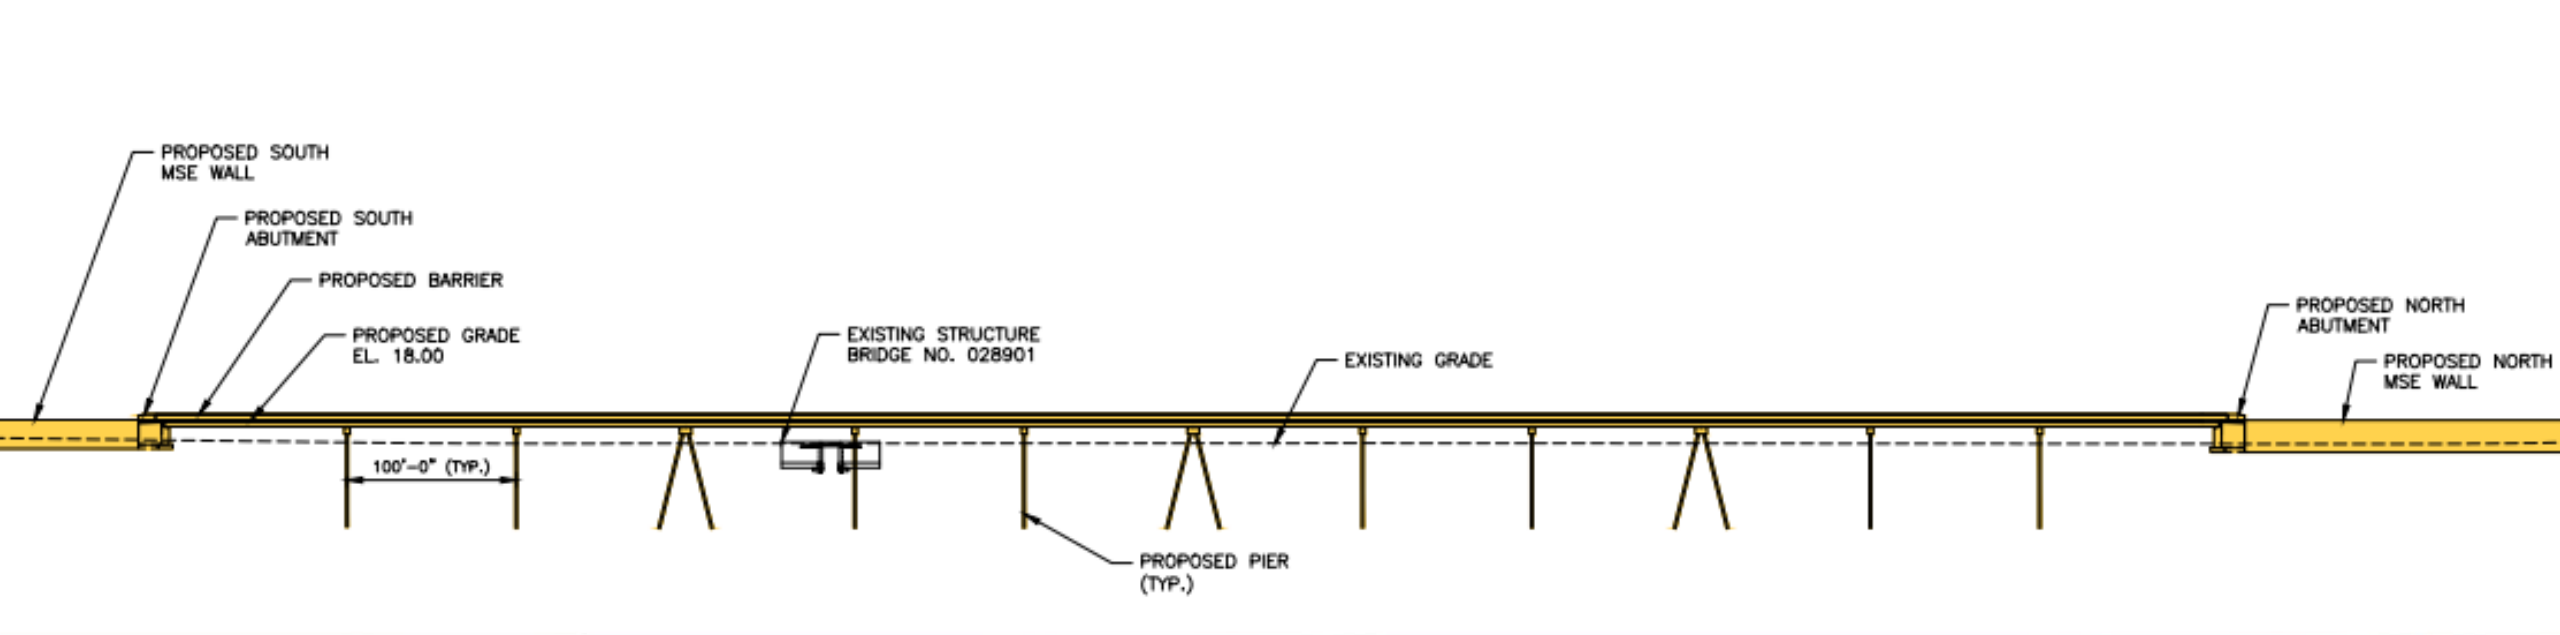 PROPOSED SOUTH
MSE WALL
PROPOSED SOUTH
ABUTMENT
PROPOSED BARRIER
PROPOSED GRADE
EL. 18.00
EXISTING STRUCTURE
BRIDGE NO. 028901
EXISTING GRADE
PROPOSED NORTH
ABUTMENT
PROPOSED NORTH
MSE WALL
100'-0" (TYP.)
PROPOSED PIER
(TYP.)